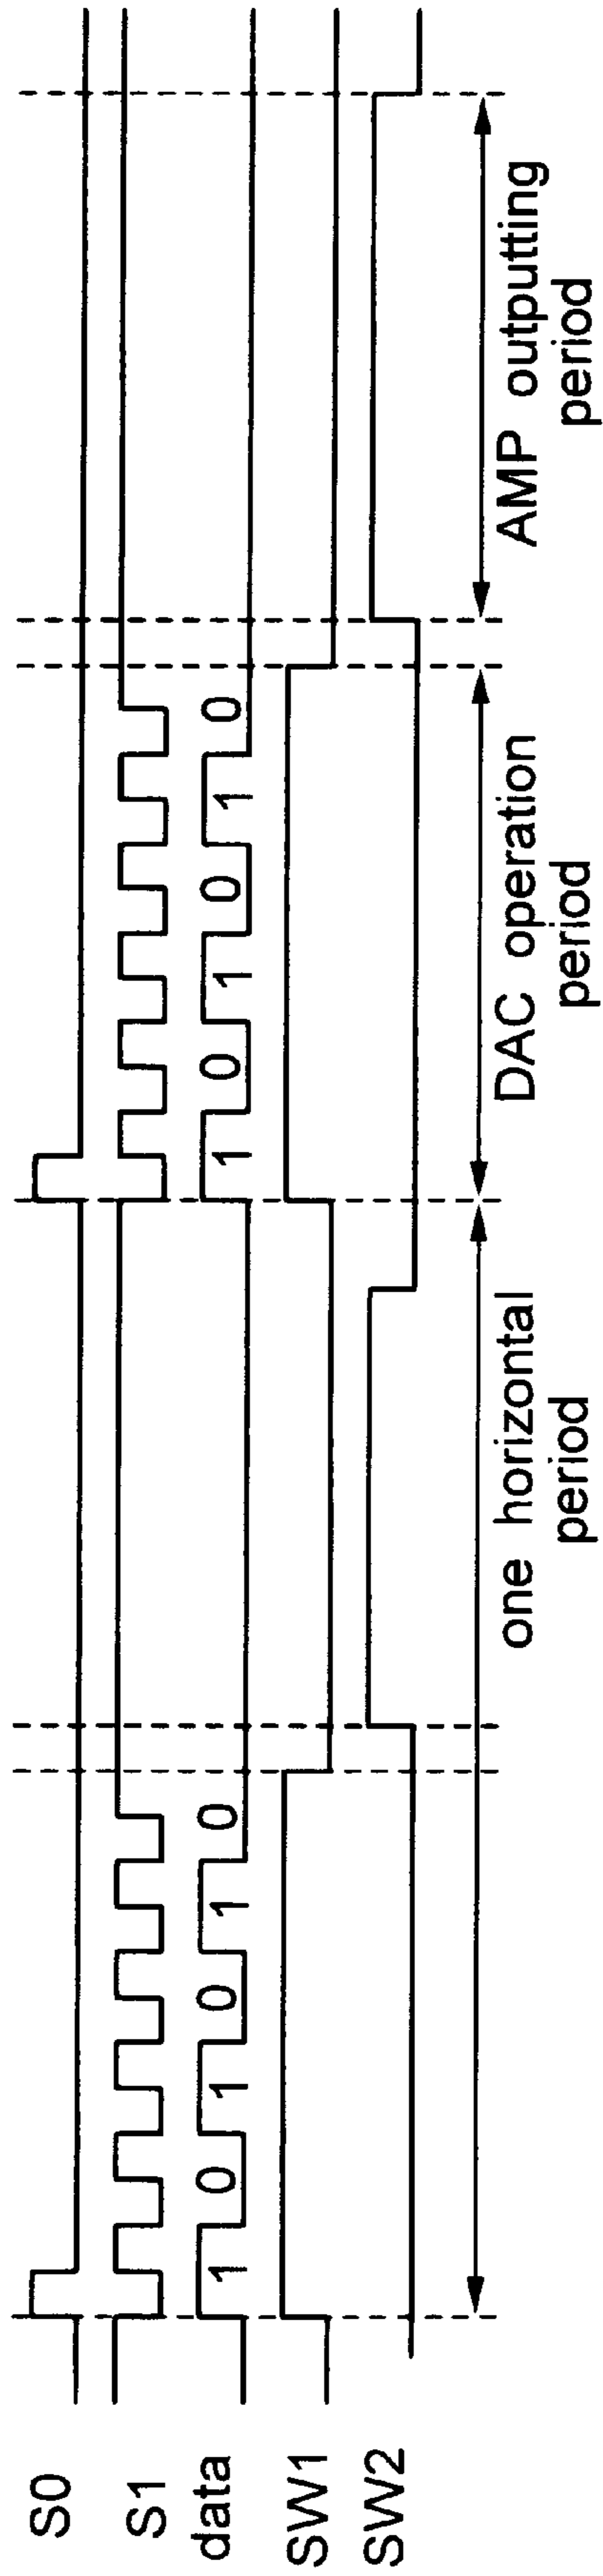 S0
S1
data
1 0 1 0 1 0
1 0 1 0 1 0
SW1
SW2
one horizontal
period
DAC operation
period
AMP outputting
period